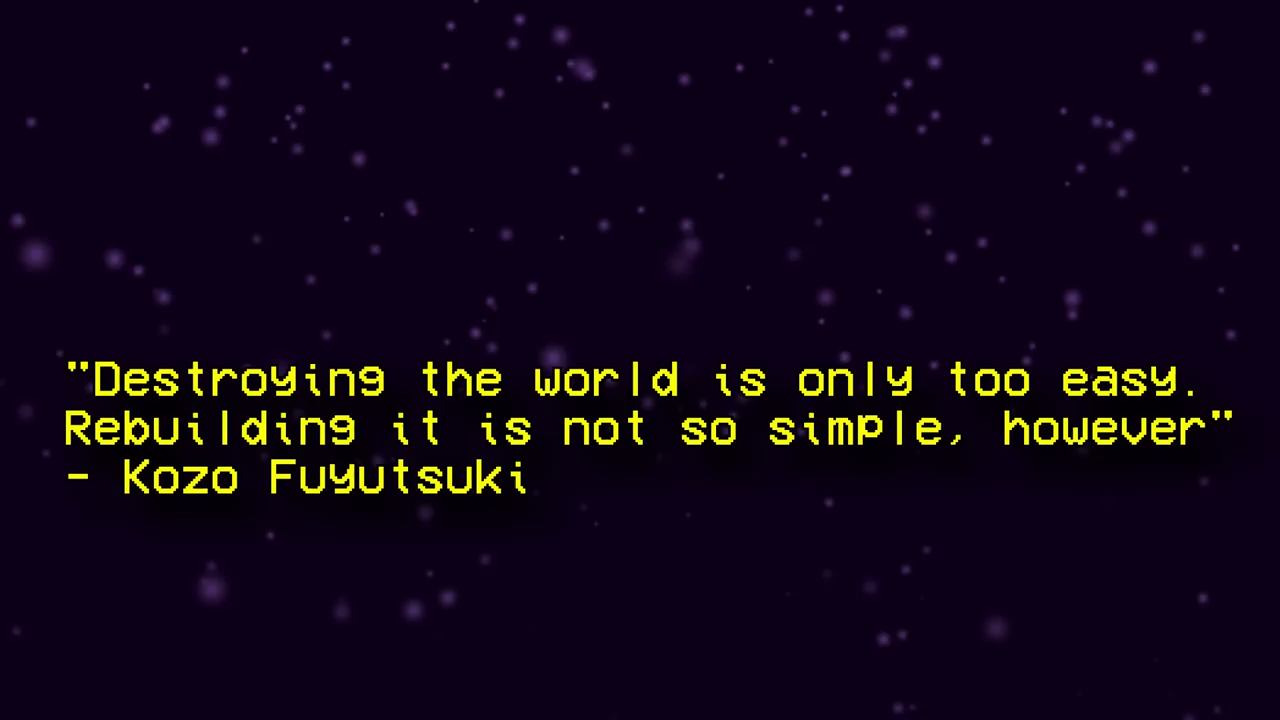 "Destroying the world is only too easy.
Rebuilding it is not so simple, however"
- Kozo Fuyutsuki